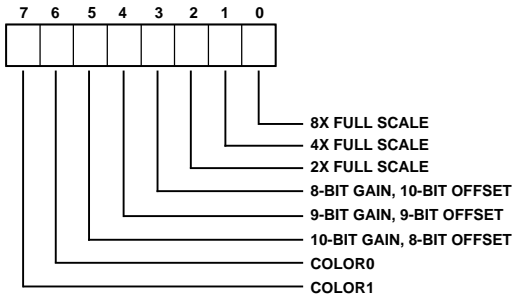 7 6 5 4 3 2 1 0
8X FULL SCALE
4X FULL SCALE
2X FULL SCALE
8-BIT GAIN, 10-BIT OFFSET
9-BIT GAIN, 9-BIT OFFSET
10-BIT GAIN, 8-BIT OFFSET
COLOR0
COLOR1